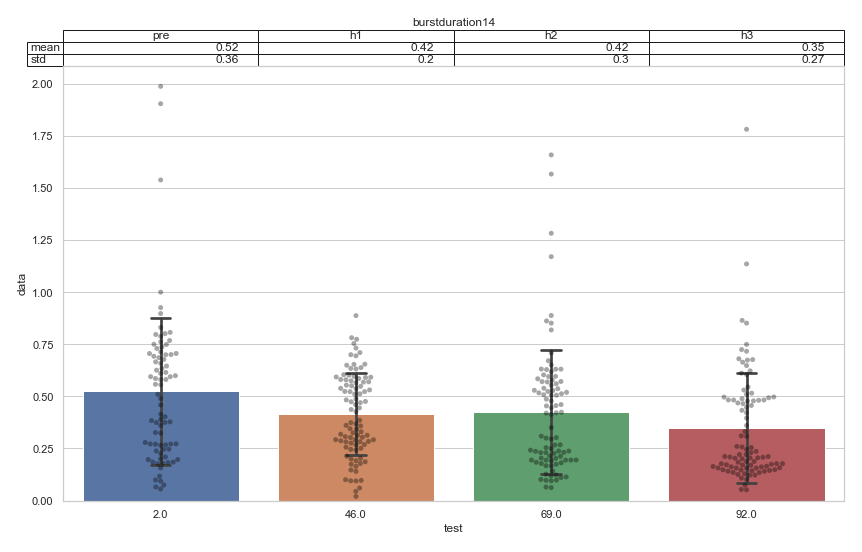 burstduration14
pre h1 h2 h3
mean 0.52 0.42 0.42 0.35
std 0.36 0.2 0.3 0.27
2.00
1.75
1.50
1.25
1.00
0.75
0.50
0.25
0.00
data
2.0 46.0 69.0 92.0
test